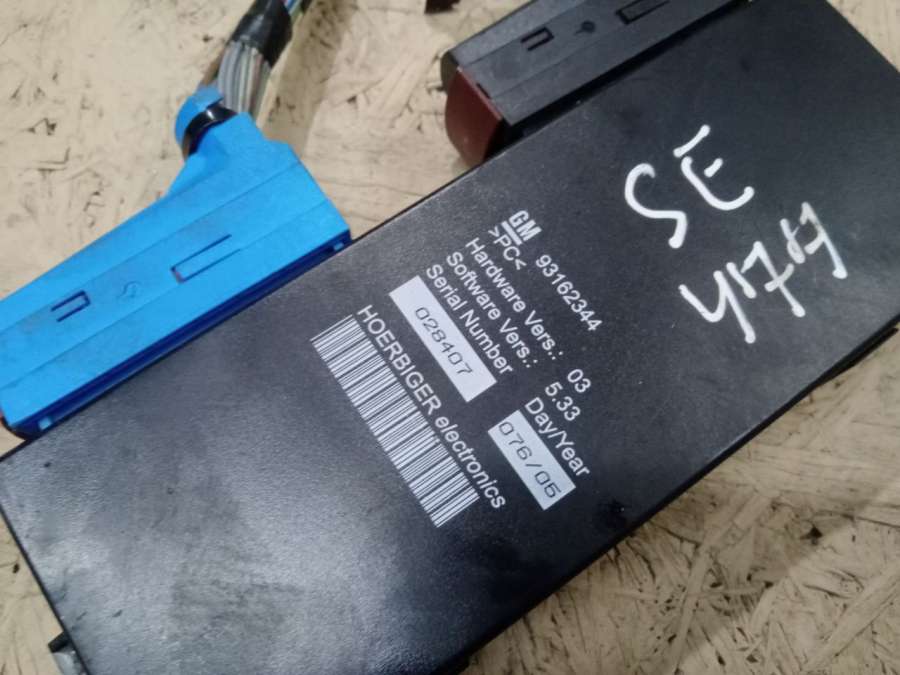 GM 93162344
>PC<
Hardware Vers.: 03
Software Vers.: 5.33
Serial Number Day/Year
028407 076/05
HOERBIGER electronics
SE